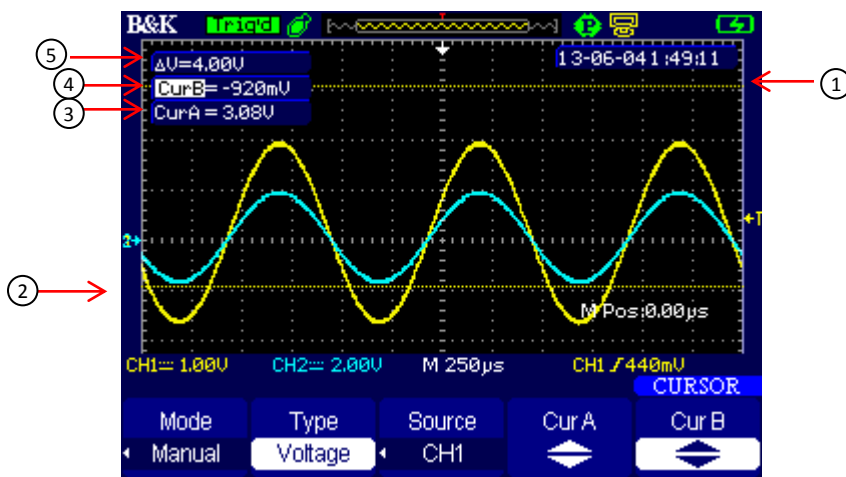 B&K Trig'd P
⑤ ΔV=4.00V 13-06-04 1:49:11
④ CurB= -920mV ①
③ CurA = 3.08V
←T
2→
②
M Pos:0.00μs
CH1 1.00V CH2 2.00V M 250μs CH1 440mV
CURSOR
Mode Type Source Cur A Cur B
Manual Voltage CH1